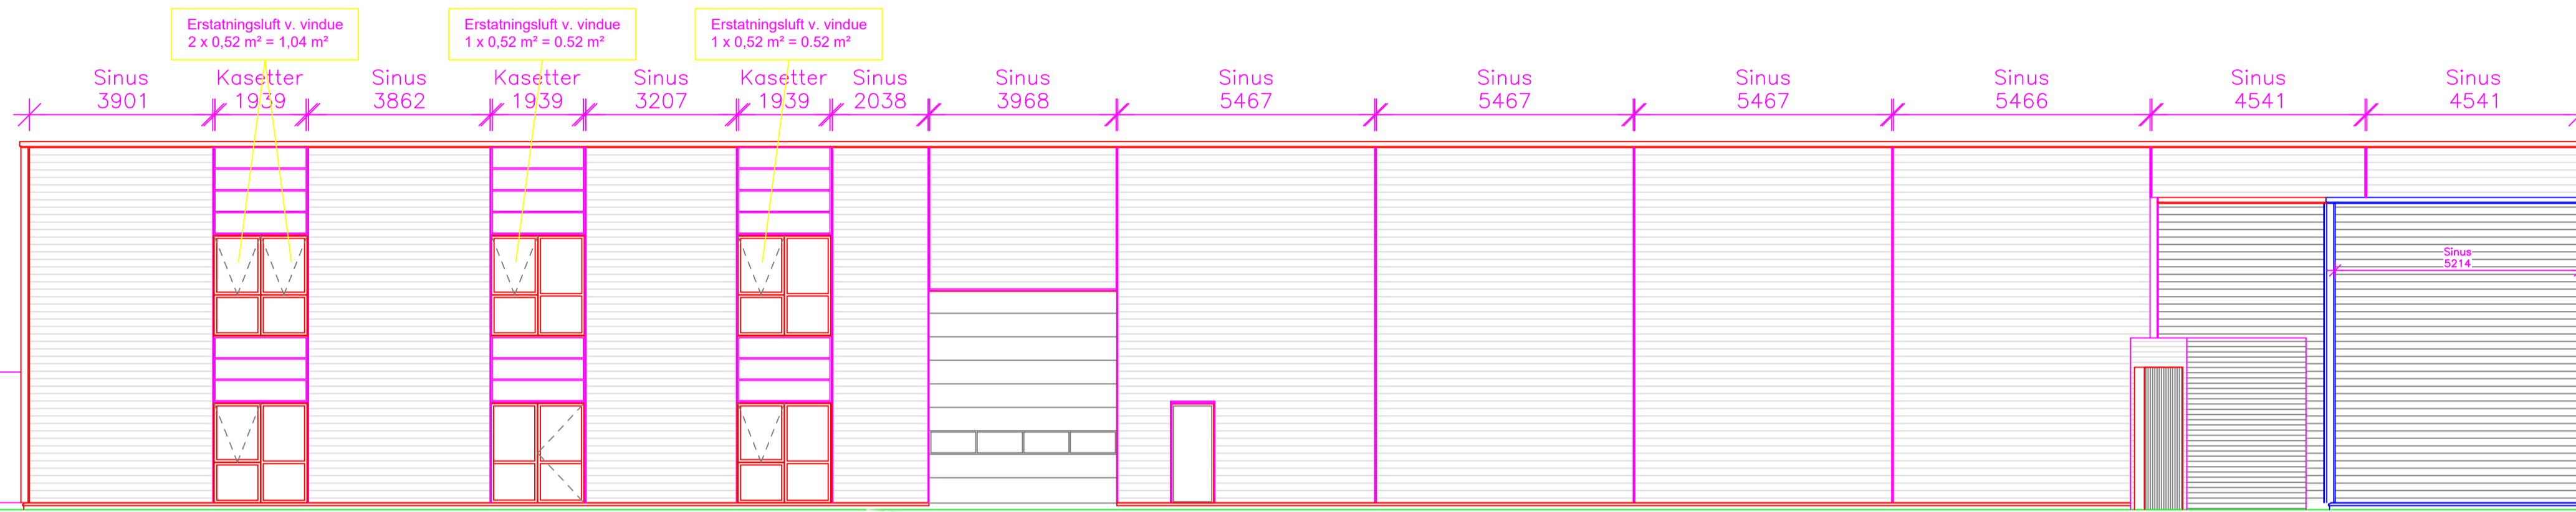 Erstatningsluft v. vindue
2 x 0,52 m² = 1,04 m²
Erstatningsluft v. vindue
1 x 0,52 m² = 0.52 m²
Erstatningsluft v. vindue
1 x 0,52 m² = 0.52 m²
Sinus
3901
Kasetter
1939
Sinus
3862
Kasetter
1939
Sinus
3207
Kasetter
1939
Sinus
2038
Sinus
3968
Sinus
5467
Sinus
5467
Sinus
5467
Sinus
5466
Sinus
4541
Sinus
4541
Sinus
5214